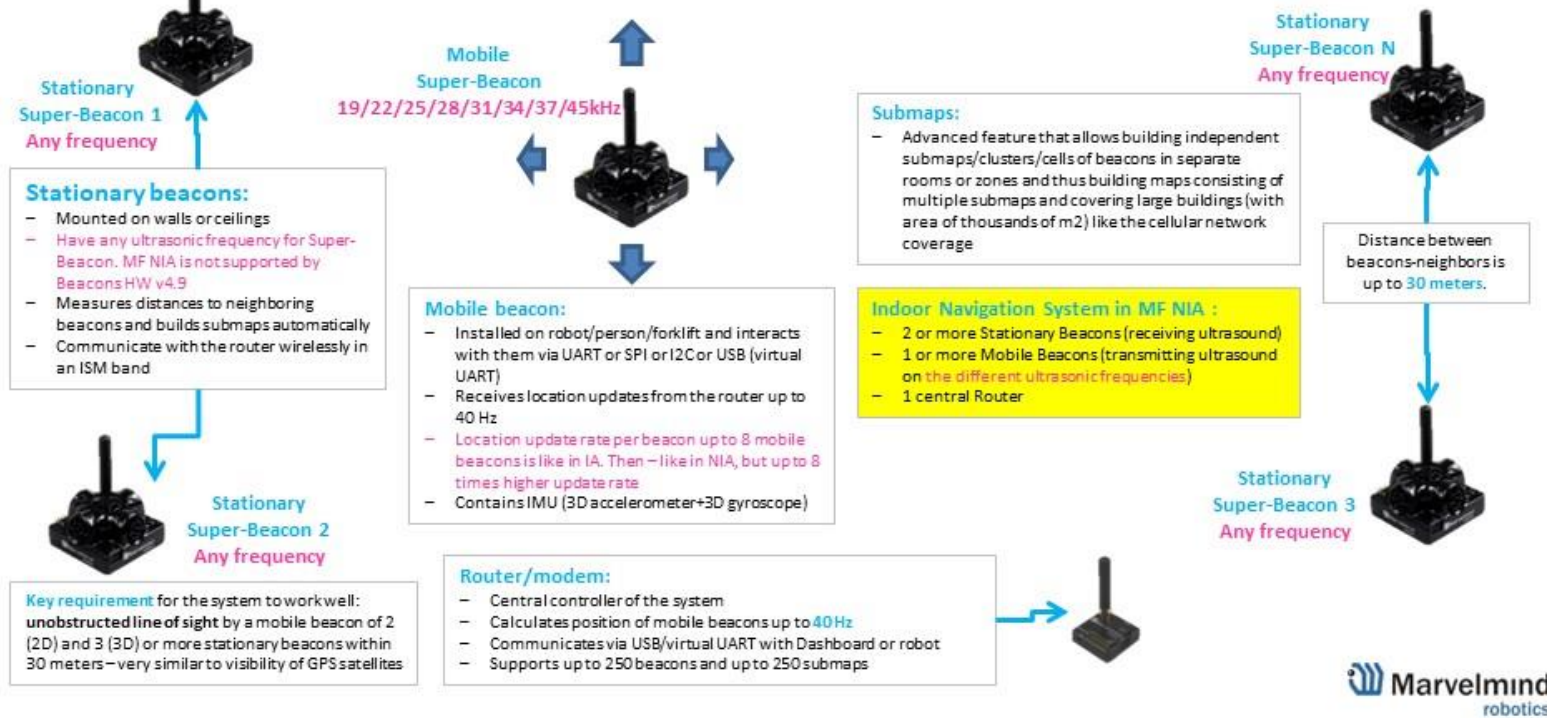 Stationary
Super-Beacon 1
Any frequency
Mobile
Super-Beacon
19/22/25/28/31/34/37/45kHz
Stationary
Super-Beacon N
Any frequency
Stationary beacons:
– Mounted on walls or ceilings
– Have any ultrasonic frequency for Super-
Beacon. MF NIA is not supported by
Beacons HW v4.9
– Measures distances to neighboring
beacons and builds submaps automatically
– Communicate with the router wirelessly in
an ISM band
Submaps:
– Advanced feature that allows building independent
submaps/clusters/cells of beacons in separate
rooms or zones and thus building maps consisting of
multiple submaps and covering large buildings (with
area of thousands of m2) like the cellular network
coverage
Distance between
beacons-neighbors is
up to 30 meters.
Mobile beacon:
– Installed on robot/person/forklift and interacts
with them via UART or SPI or I2C or USB (virtual
UART)
– Receives location updates from the router up to
40 Hz
– Location update rate per beacon up to 8 mobile
beacons is like in IA. Then – like in NIA, but up to 8
times higher update rate
– Contains IMU (3D accelerometer+3D gyroscope)
Indoor Navigation System in MF NIA :
– 2 or more Stationary Beacons (receiving ultrasound)
– 1 or more Mobile Beacons (transmitting ultrasound
on the different ultrasonic frequencies)
– 1 central Router
Stationary
Super-Beacon 2
Any frequency
Stationary
Super-Beacon 3
Any frequency
Key requirement for the system to work well:
unobstructed line of sight by a mobile beacon of 2
(2D) and 3 (3D) or more stationary beacons within
30 meters – very similar to visibility of GPS satellites
Router/modem:
– Central controller of the system
– Calculates position of mobile beacons up to 40 Hz
– Communicates via USB/virtual UART with Dashboard or robot
– Supports up to 250 beacons and up to 250 submaps
Marvelmind
robotics